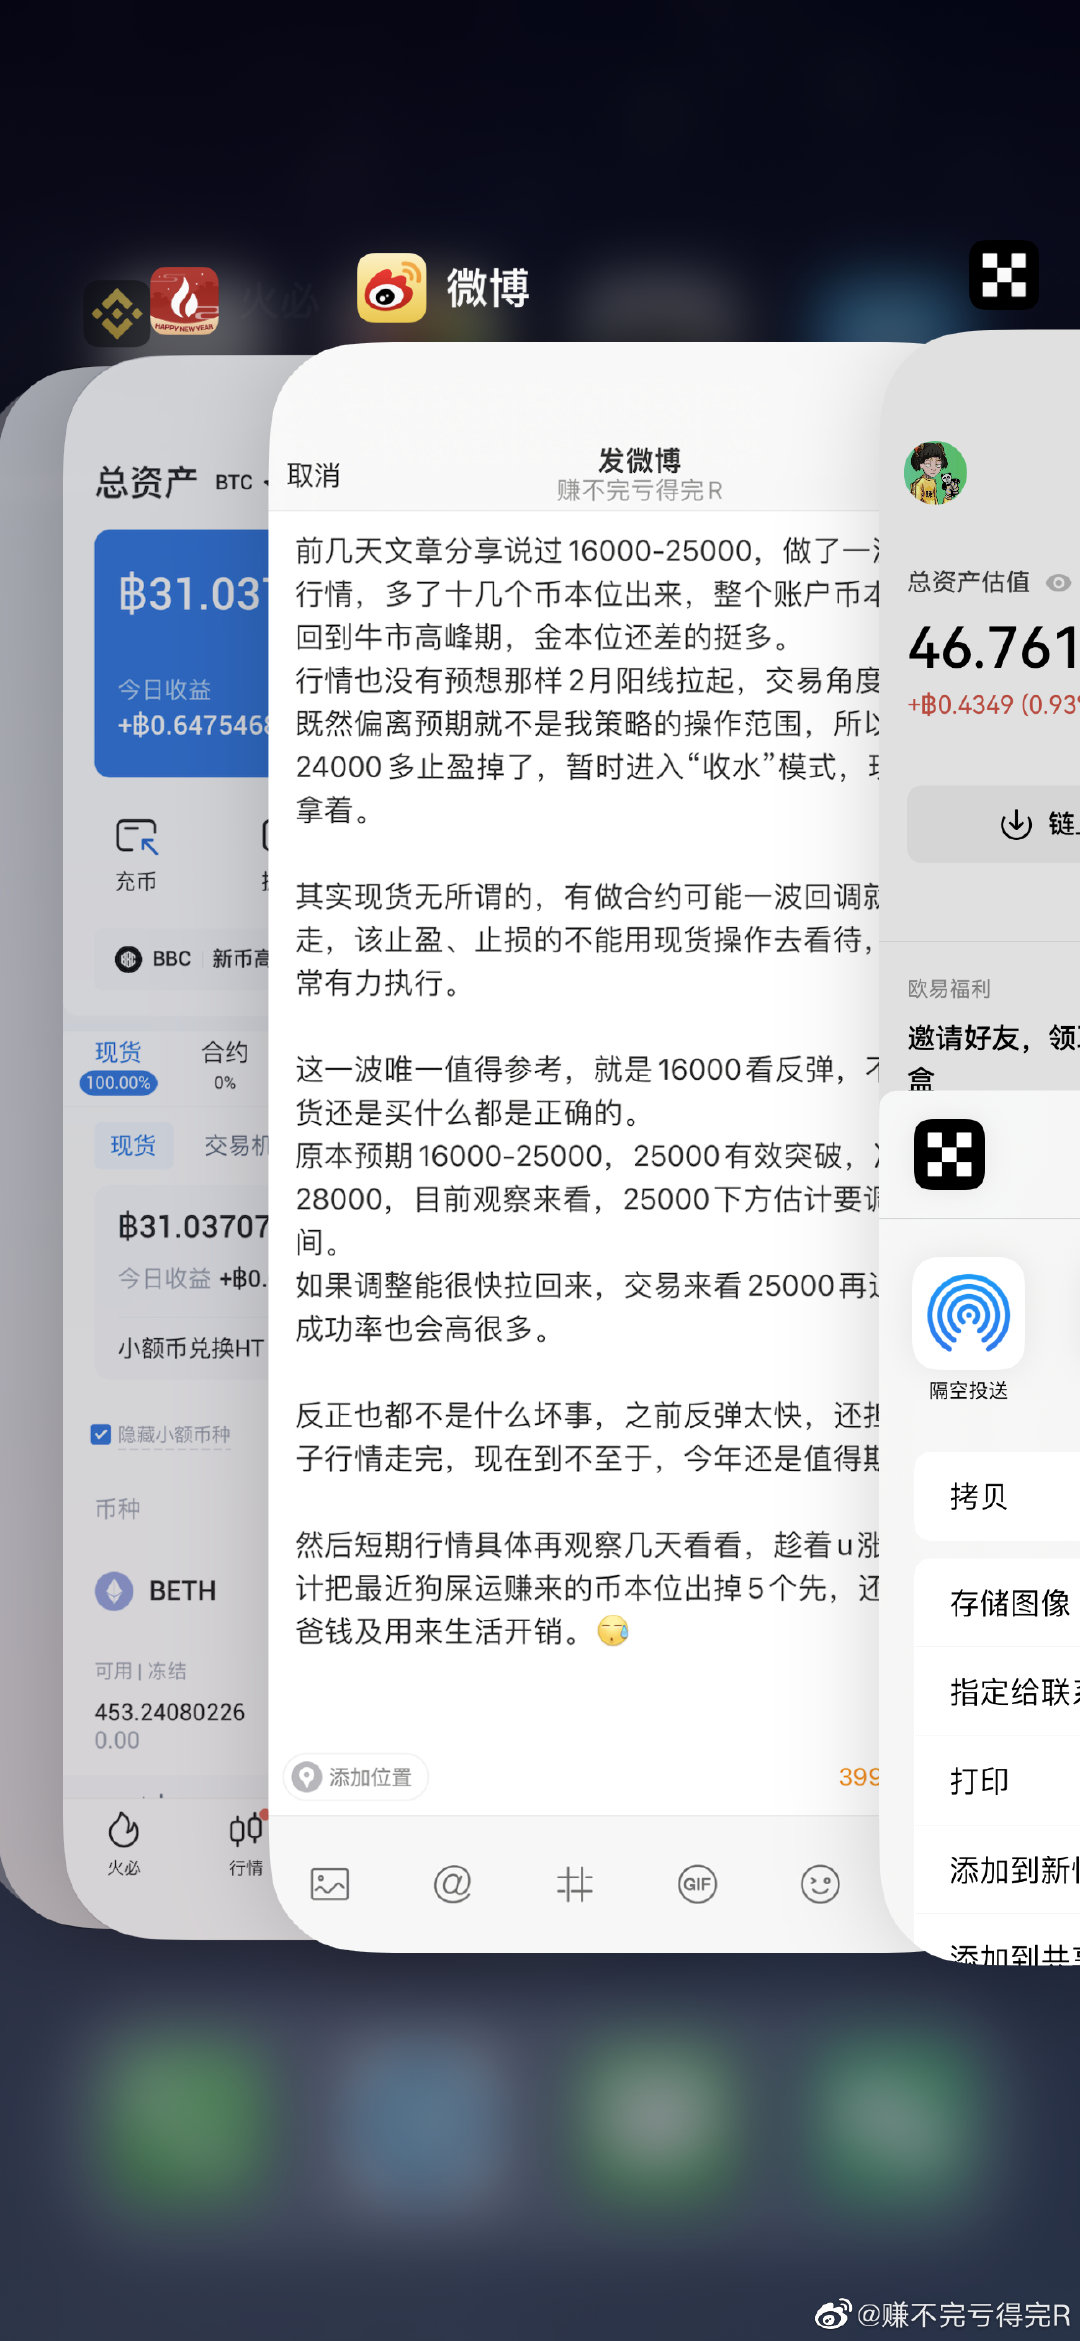 HAPPY NEW YEAR
火必
微博
总资产 BTC
฿31.037
今日收益
+฿0.6475468
充币
BBC 新币高
现货 合约
100.00% 0%
现货 交易机
฿31.03707
今日收益 +฿0.
小额币兑换HT
隐藏小额币种
币种
BETH
可用 | 冻结
453.24080226
0.00
火必 行情
取消
发微博
赚不完亏得完R
前几天文章分享说过16000-25000，做了一波
行情，多了十几个币本位出来，整个账户币本
回到牛市高峰期，金本位还差的挺多。
行情也没有预想那样2月阳线拉起，交易角度
既然偏离预期就不是我策略的操作范围，所以
24000多止盈掉了，暂时进入“收水”模式，现
拿着。
其实现货无所谓的，有做合约可能一波回调就
走，该止盈、止损的不能用现货操作去看待，
常有力执行。
这一波唯一值得参考，就是16000看反弹，不
货还是买什么都是正确的。
原本预期16000-25000，25000有效突破，
28000，目前观察来看，25000下方估计要调
间。
如果调整能很快拉回来，交易来看25000再
成功率也会高很多。
反正也都不是什么坏事，之前反弹太快，还担
子行情走完，现在到不至于，今年还是值得期
然后短期行情具体再观察几天看看，趁着u涨
计把最近狗屎运赚来的币本位出掉5个先，还
爸钱及用来生活开销。😓
添加位置
399
GIF
总资产估值
46.761
+฿0.4349 (0.93%
链上
欧易福利
邀请好友，领
盒
隔空投送
拷贝
存储图像
指定给联系
打印
添加到新快
添加到共享
@赚不完亏得完R